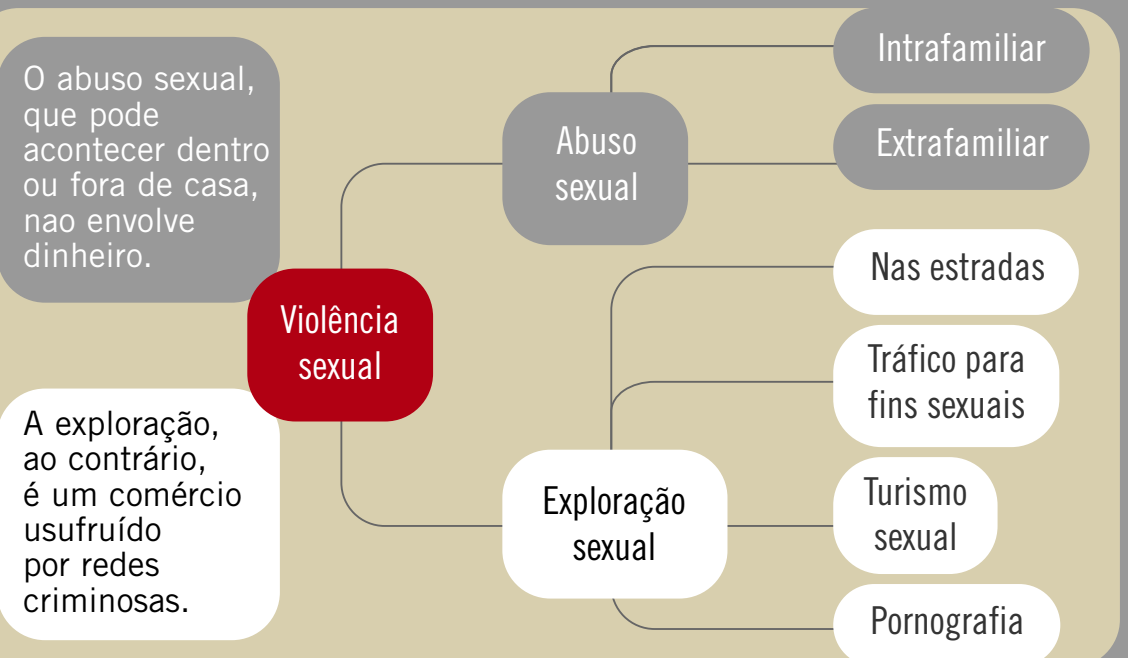 O abuso sexual,
que pode
acontecer dentro
ou fora de casa,
nao envolve
dinheiro.
A exploração,
ao contrário,
é um comércio
usufruído
por redes
criminosas.
Violência
sexual
Abuso
sexual
Intrafamiliar
Extrafamiliar
Exploração
sexual
Nas estradas
Tráfico para
fins sexuais
Turismo
sexual
Pornografia